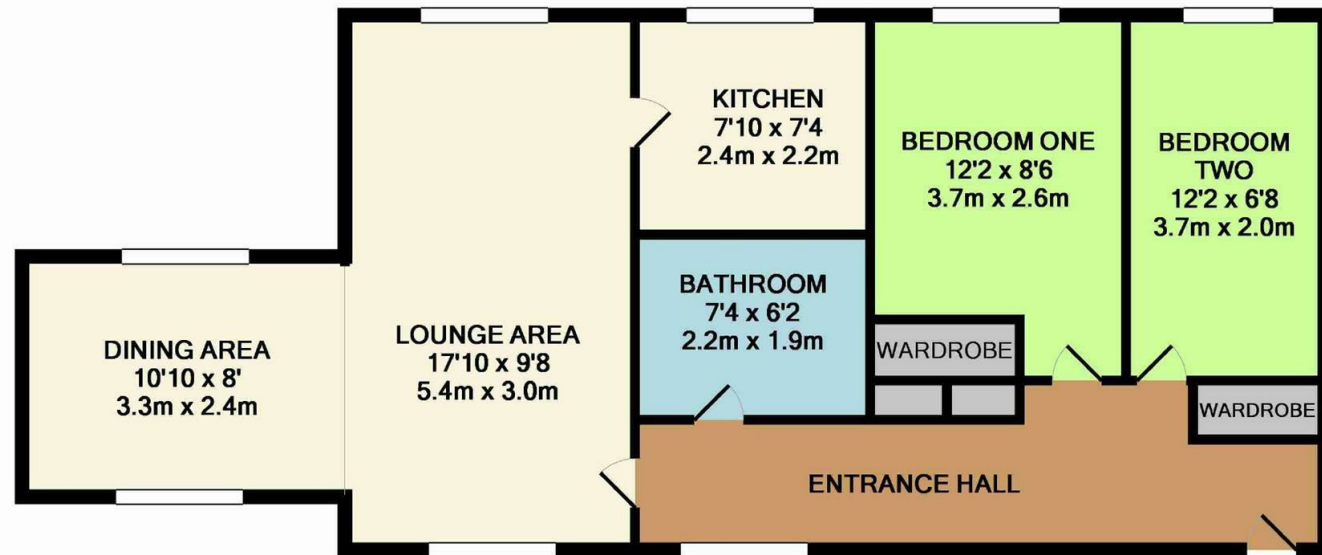 KITCHEN
7'10 x 7'4
2.4m x 2.2m
BEDROOM ONE
12'2 x 8'6
3.7m x 2.6m
BEDROOM
TWO
12'2 x 6'8
3.7m x 2.0m
BATHROOM
7'4 x 6'2
2.2m x 1.9m
DINING AREA
10'10 x 8'
3.3m x 2.4m
LOUNGE AREA
17'10 x 9'8
5.4m x 3.0m
WARDROBE
WARDROBE
ENTRANCE HALL